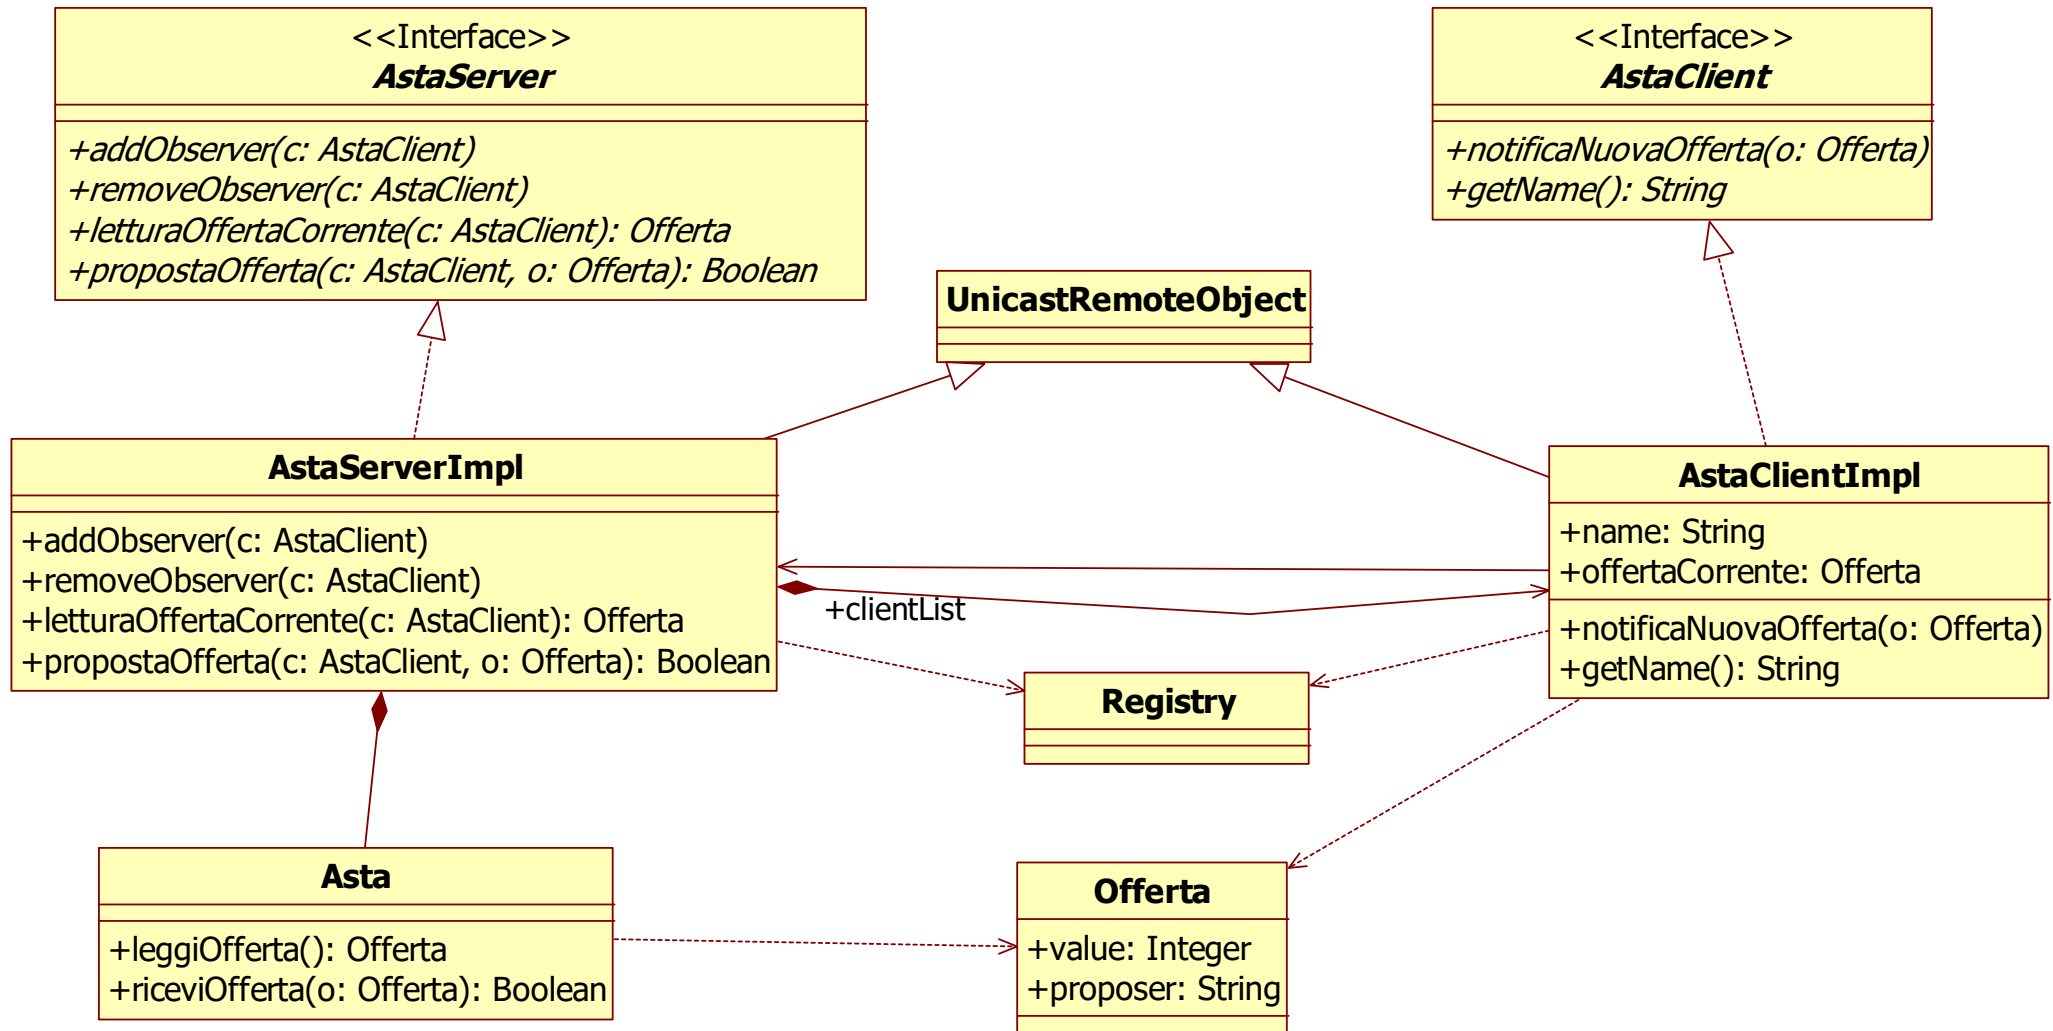 <<Interface>>
AstaServer
+addObserver(c: AstaClient)
+removeObserver(c: AstaClient)
+letturaOffertaCorrente(c: AstaClient): Offerta
+propostaOfferta(c: AstaClient, o: Offerta): Boolean
<<Interface>>
AstaClient
+notificaNuovaOfferta(o: Offerta)
+getName(): String
UnicastRemoteObject
AstaServerImpl
+addObserver(c: AstaClient)
+removeObserver(c: AstaClient)
+letturaOffertaCorrente(c: AstaClient): Offerta
+propostaOfferta(c: AstaClient, o: Offerta): Boolean
+clientList
AstaClientImpl
+name: String
+offertaCorrente: Offerta
+notificaNuovaOfferta(o: Offerta)
+getName(): String
Registry
Asta
+leggiOfferta(): Offerta
+riceviOfferta(o: Offerta): Boolean
Offerta
+value: Integer
+proposer: String